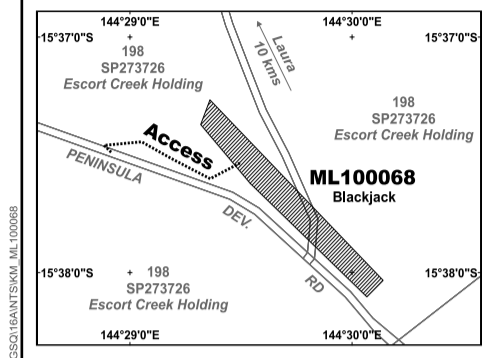 144°29'0"E
144°30'0"E
15°37'0"S
15°37'0"S
198
SP273726
Escort Creek Holding
Laura
10 kms
198
SP273726
Escort Creek Holding
Access
PENINSULA
DEV.
RD
ML100068
Blackjack
15°38'0"S
15°38'0"S
198
SP273726
Escort Creek Holding
144°29'0"E
144°30'0"E
GSQ\16A\NTS\KM_ML100068